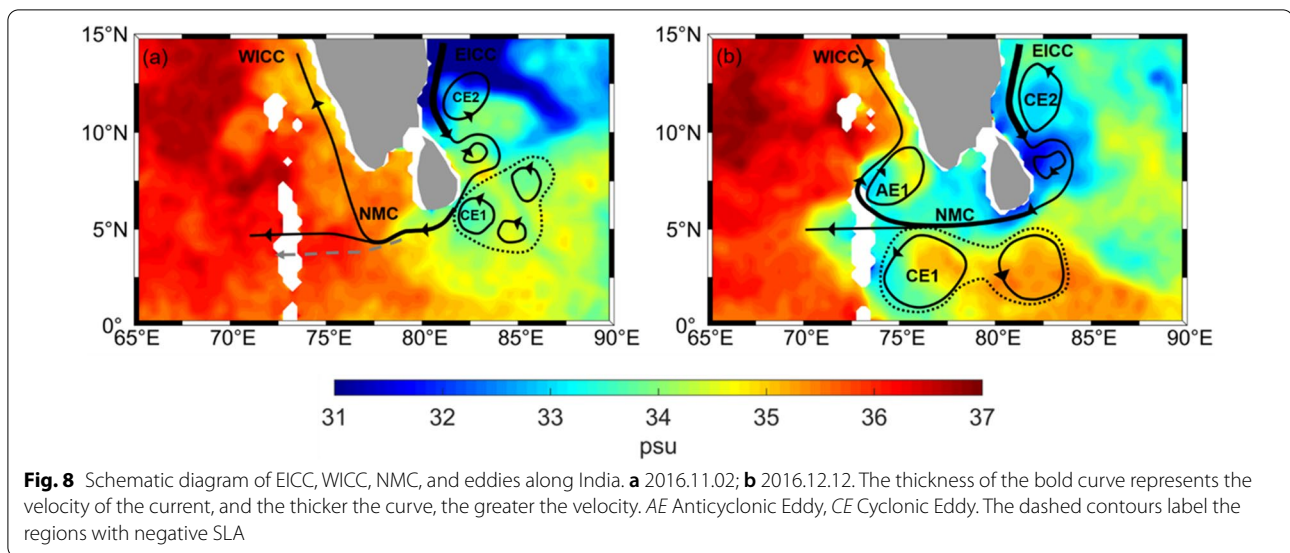 15°N
(a)
WICC
EICC
CE2
10°N
NMC
CE1
5°N
0°
65°E 70°E 75°E 80°E 85°E 90°E
15°N
(b)
WICC
EICC
CE2
10°N
AE1
NMC
5°N
CE1
0°
65°E 70°E 75°E 80°E 85°E 90°E
31 32 33 34 35 36 37
psu
Fig. 8 Schematic diagram of EICC, WICC, NMC, and eddies along India. a 2016.11.02; b 2016.12.12. The thickness of the bold curve represents the
velocity of the current, and the thicker the curve, the greater the velocity. AE Anticyclonic Eddy, CE Cyclonic Eddy. The dashed contours label the
regions with negative SLA